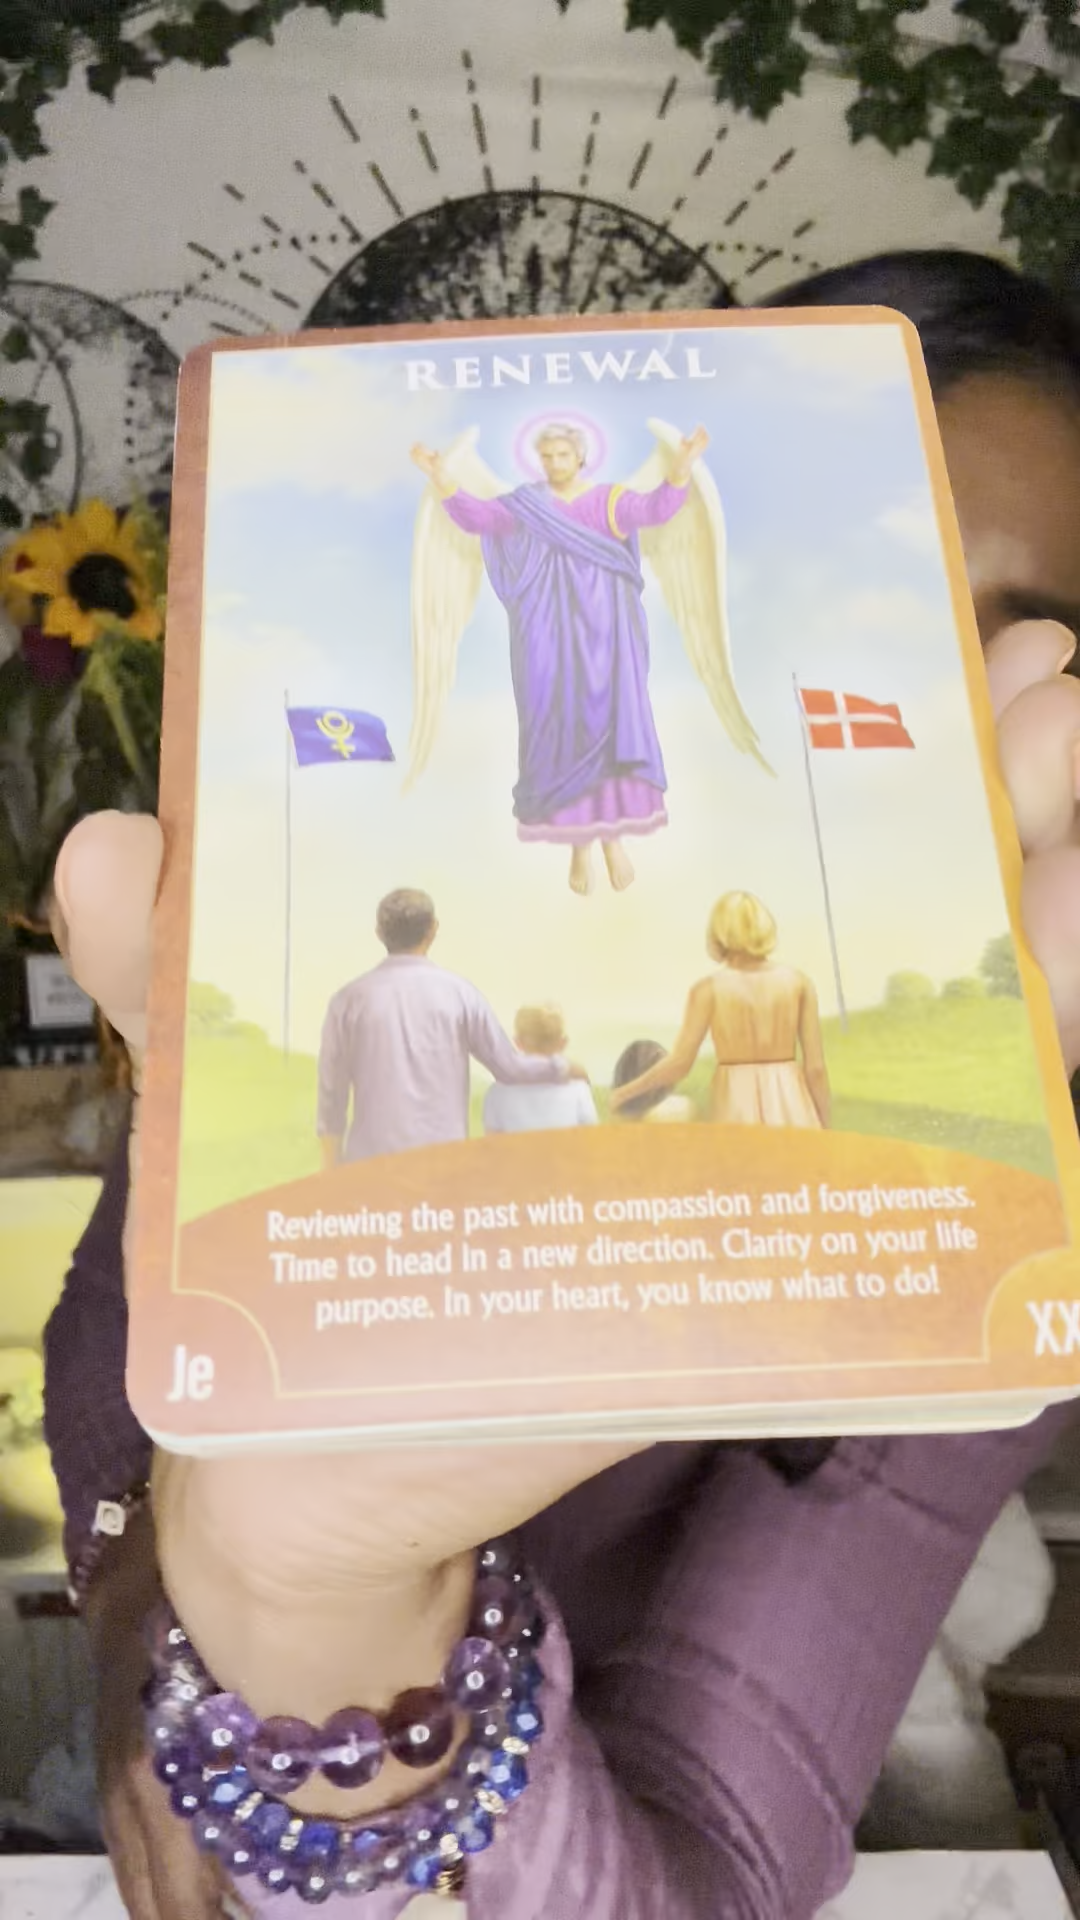 RENEWAL
Reviewing the past with compassion and forgiveness.
Time to head in a new direction. Clarity on your life
purpose. In your heart, you know what to do!
Je
XX